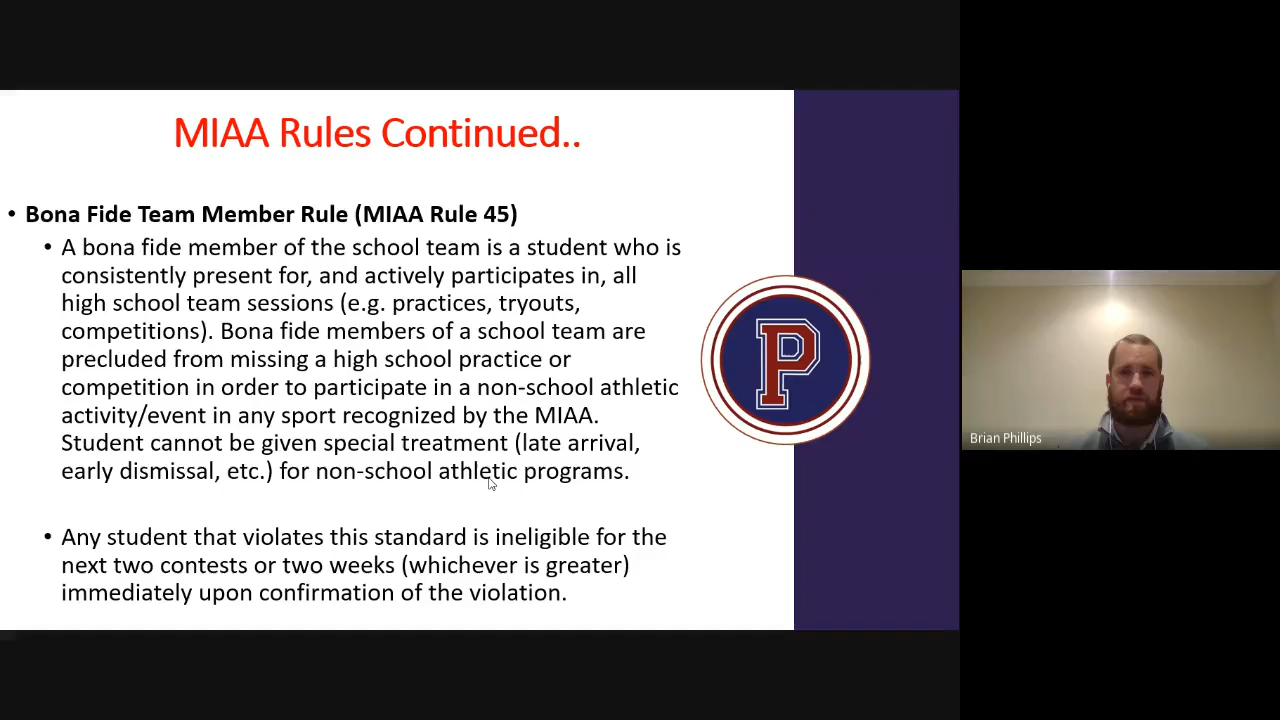 MIAA Rules Continued..
• Bona Fide Team Member Rule (MIAA Rule 45)
• A bona fide member of the school team is a student who is
consistently present for, and actively participates in, all
high school team sessions (e.g. practices, tryouts,
competitions). Bona fide members of a school team are
precluded from missing a high school practice or
competition in order to participate in a non-school athletic
activity/event in any sport recognized by the MIAA.
Student cannot be given special treatment (late arrival,
early dismissal, etc.) for non-school athletic programs.
• Any student that violates this standard is ineligible for the
next two contests or two weeks (whichever is greater)
immediately upon confirmation of the violation.
P
Brian Phillips